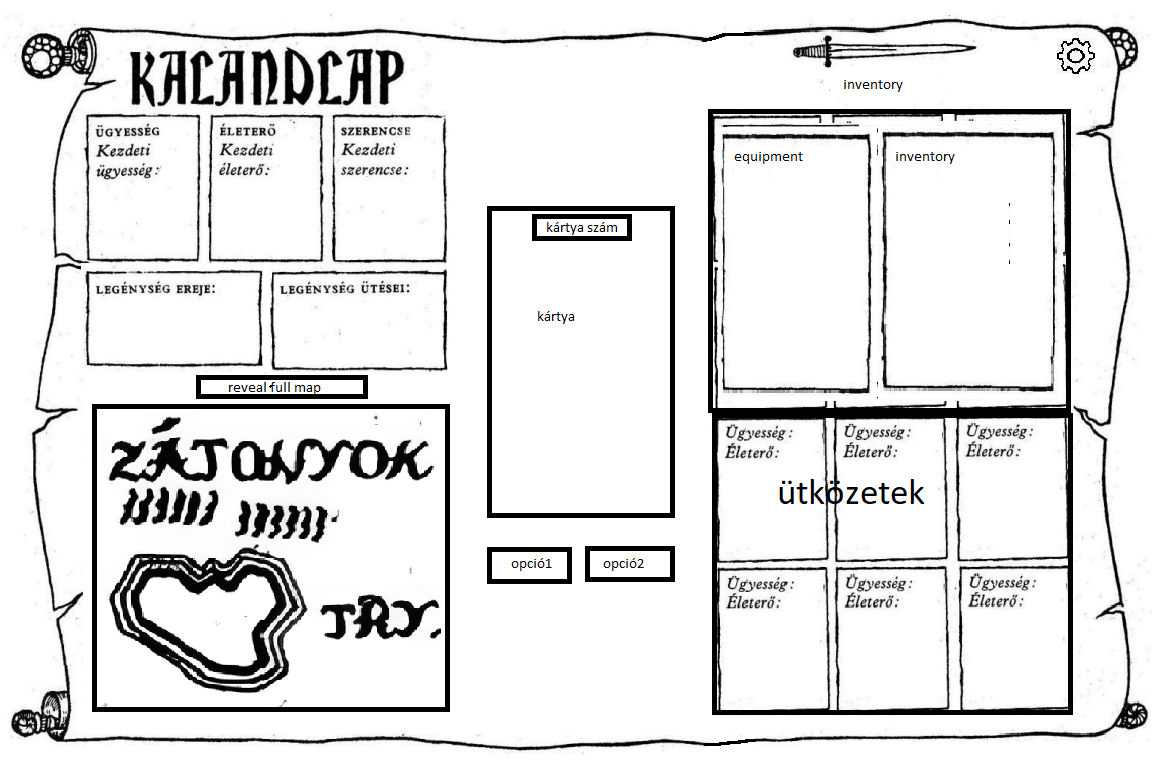 KALANDLAP
ÜGYESSÉG
Kezdeti
ügyesség:
ÉLETERŐ
Kezdeti
életerő:
SZERENCSE
Kezdeti
szerencse:
LEGÉNYSÉG EREJE:
LEGÉNYSÉG ÜTÉSEI:
reveal full map
ZÁTONYOK
TRY.
kártya szám
kártya
opció1
opció2
inventory
equipment
inventory
Ügyesség:
Életerő:
Ügyesség:
Életerő:
Ügyesség:
Életerő:
ütközetek
Ügyesség:
Életerő:
Ügyesség:
Életerő:
Ügyesség:
Életerő: